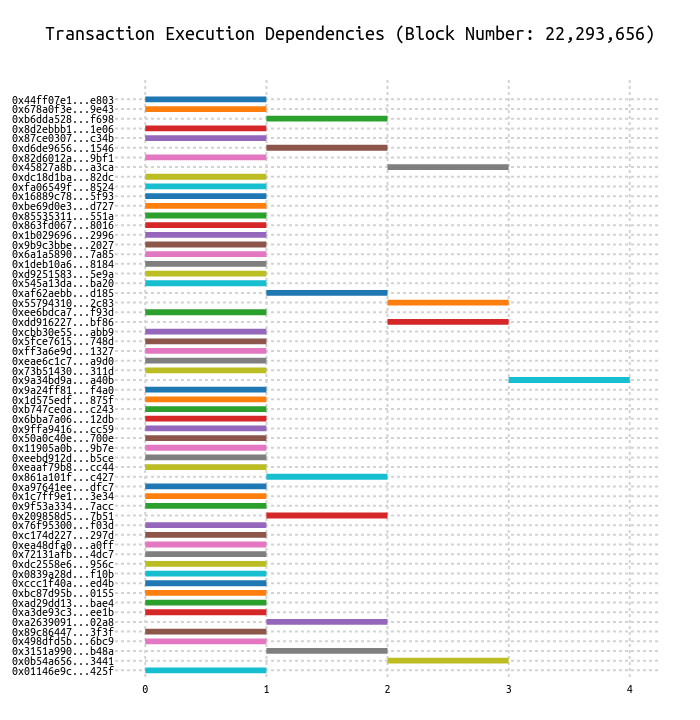 Transaction Execution Dependencies (Block Number: 22,293,656)
0x44ff07e1...e803
0x678a0f3e...9e43
0xb6dda528...f698
0x8d2ebbb1...1e06
0x87ce0307...c34b
0xd6de9656...1546
0x82d6012a...9bf1
0x45827a8b...a3ca
0xdc18d1ba...82dc
0xfa06549f...8524
0x16889c78...5f93
0xbe69d0e3...d727
0x85535311...551a
0x863fd067...8016
0x1b029696...2996
0x9b9c3bbe...2027
0x6a1a5890...7a85
0x1deb10a6...8184
0xd9251583...5e9a
0x545a13da...ba20
0xaf62aebb...d185
0x55794310...2c83
0xee6bdca7...f93d
0xdd916227...bf86
0xcbb30e55...abb9
0x5fce7615...748d
0xff3a6e9d...1327
0xeae6c1c7...a9d0
0x73b51430...311d
0x9a34bd9a...a40b
0x9a24ff81...f4a0
0x1d575edf...875f
0xb747ceda...c243
0x6bba7a06...12db
0x9ffa9416...cc59
0x50a0c40e...700e
0x11905a0b...9b7e
0xeebd912d...b5ce
0xeaaf79b8...cc44
0x861a101f...c427
0xa97641ee...dfc7
0x1c7ff9e1...3e34
0x9f53a334...7acc
0x209858d5...7b51
0x76f95300...f03d
0xc174d227...297d
0xea48dfa0...a0ff
0x72131afb...4dc7
0xdc2558e6...956c
0x0839a28d...f10b
0xccc1f40a...ed4b
0xbc87d95b...0155
0xad29dd13...bae4
0xa3de93c3...ee1b
0xa2639091...02a8
0x89c86447...3f3f
0x498dfd5b...6bc9
0x3151a990...b48a
0x0b54a656...3441
0x01146e9c...425f
0 1 2 3 4